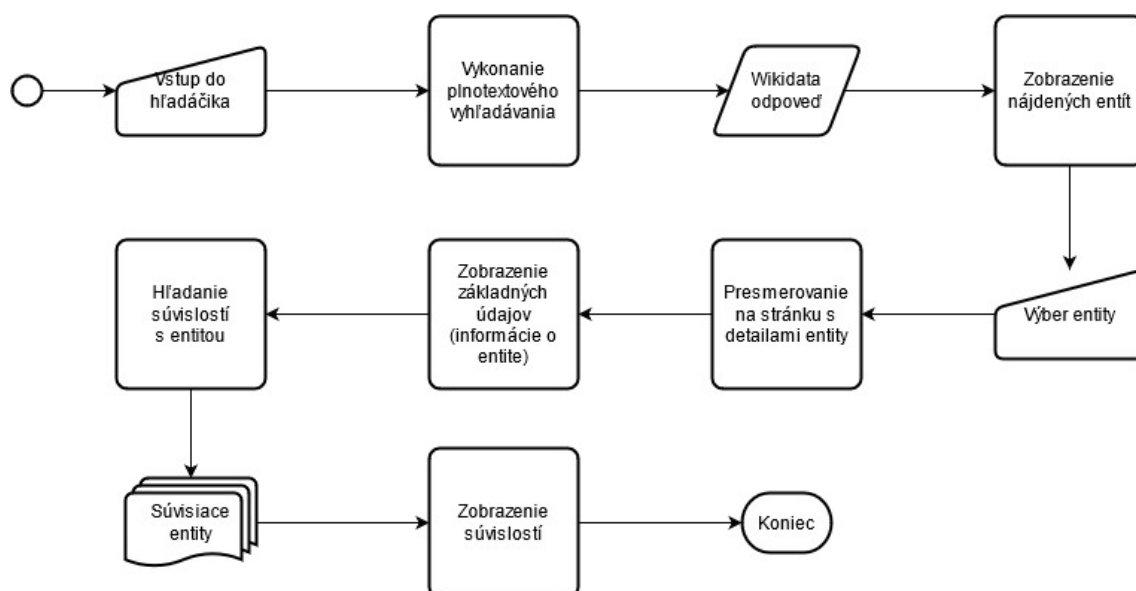 Vstup do
hľadáčika
Vykonanie
plnotextového
vyhľadávania
Wikidata
odpoveď
Zobrazenie
nájdených entít
Výber entity
Presmerovanie
na stránku s
detailami entity
Zobrazenie
základných
údajov
(informácie o
entite)
Hľadanie
súvislostí
s entitou
Súvisiace
entity
Zobrazenie
súvislostí
Koniec